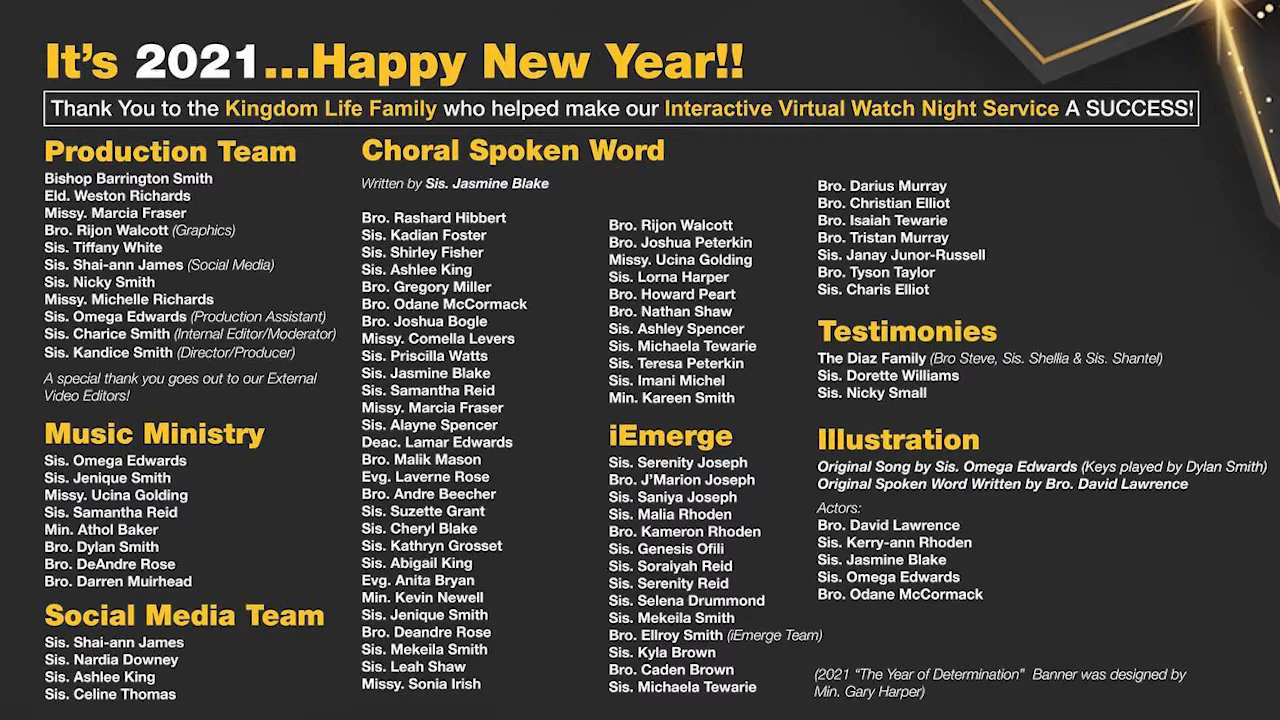 It's 2021...Happy New Year!!
Thank You to the Kingdom Life Family who helped make our Interactive Virtual Watch Night Service A SUCCESS!
Production Team
Bishop Barrington Smith
Eld. Weston Richards
Missy. Marcia Fraser
Bro. Rijon Walcott (Graphics)
Sis. Tiffany White
Sis. Shai-ann James (Social Media)
Sis. Nicky Smith
Missy. Michelle Richards
Sis. Omega Edwards (Production Assistant)
Sis. Charice Smith (Internal Editor/Moderator)
Sis. Kandice Smith (Director/Producer)
A special thank you goes out to our External
Video Editors!
Music Ministry
Sis. Omega Edwards
Sis. Jenique Smith
Missy. Ucina Golding
Sis. Samantha Reid
Min. Athol Baker
Bro. Dylan Smith
Bro. DeAndre Rose
Bro. Darren Muirhead
Social Media Team
Sis. Shai-ann James
Sis. Nardia Downey
Sis. Ashlee King
Sis. Celine Thomas
Choral Spoken Word
Written by Sis. Jasmine Blake
Bro. Rashard Hibbert
Sis. Kadian Foster
Sis. Shirley Fisher
Sis. Ashlee King
Bro. Gregory Miller
Bro. Odane McCormack
Bro. Joshua Bogle
Missy. Comella Levers
Sis. Priscilla Watts
Sis. Jasmine Blake
Sis. Samantha Reid
Missy. Marcia Fraser
Sis. Alayne Spencer
Deac. Lamar Edwards
Bro. Malik Mason
Evg. Laverne Rose
Bro. Andre Beecher
Sis. Suzette Grant
Sis. Cheryl Blake
Sis. Kathryn Grosset
Sis. Abigail King
Evg. Anita Bryan
Min. Kevin Newell
Sis. Jenique Smith
Bro. Deandre Rose
Sis. Mekeila Smith
Sis. Leah Shaw
Missy. Sonia Irish
Bro. Rijon Walcott
Bro. Joshua Peterkin
Missy. Ucina Golding
Sis. Lorna Harper
Bro. Howard Peart
Bro. Nathan Shaw
Sis. Ashley Spencer
Sis. Michaela Tewarie
Sis. Teresa Peterkin
Sis. Imani Michel
Min. Kareen Smith
iEmerge
Sis. Serenity Joseph
Bro. J'Marion Joseph
Sis. Saniya Joseph
Sis. Malia Rhoden
Bro. Kameron Rhoden
Sis. Genesis Ofili
Sis. Soraiyah Reid
Sis. Serenity Reid
Sis. Selena Drummond
Sis. Mekeila Smith
Bro. Ellroy Smith (iEmerge Team)
Sis. Kyla Brown
Bro. Caden Brown
Sis. Michaela Tewarie
Bro. Darius Murray
Bro. Christian Elliot
Bro. Isaiah Tewarie
Bro. Tristan Murray
Sis. Janay Junor-Russell
Bro. Tyson Taylor
Sis. Charis Elliot
Testimonies
The Diaz Family (Bro Steve, Sis. Shellia & Sis. Shantel)
Sis. Dorette Williams
Sis. Nicky Small
Illustration
Original Song by Sis. Omega Edwards (Keys played by Dylan Smith)
Original Spoken Word Written by Bro. David Lawrence
Actors:
Bro. David Lawrence
Sis. Kerry-ann Rhoden
Sis. Jasmine Blake
Sis. Omega Edwards
Bro. Odane McCormack
(2021 "The Year of Determination" Banner was designed by
Min. Gary Harper)